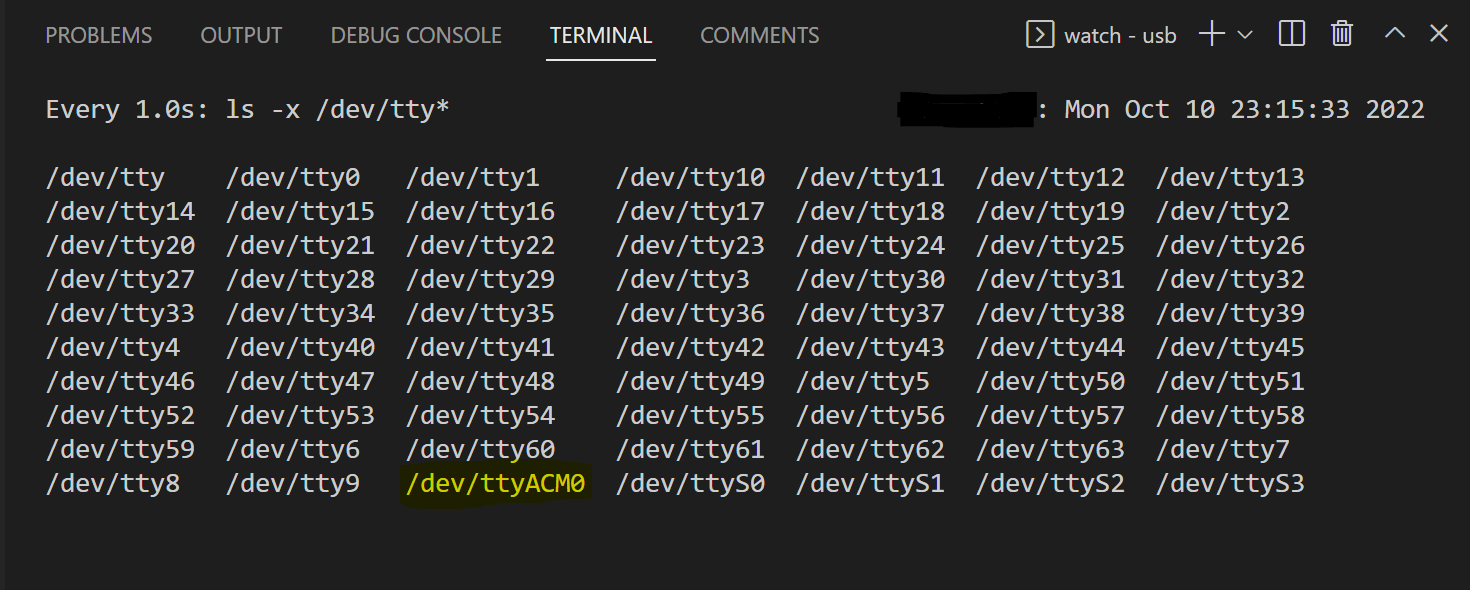 PROBLEMS OUTPUT DEBUG CONSOLE TERMINAL COMMENTS watch - usb
Every 1.0s: ls -x /dev/tty* : Mon Oct 10 23:15:33 2022
/dev/tty /dev/tty0 /dev/tty1 /dev/tty10 /dev/tty11 /dev/tty12 /dev/tty13
/dev/tty14 /dev/tty15 /dev/tty16 /dev/tty17 /dev/tty18 /dev/tty19 /dev/tty2
/dev/tty20 /dev/tty21 /dev/tty22 /dev/tty23 /dev/tty24 /dev/tty25 /dev/tty26
/dev/tty27 /dev/tty28 /dev/tty29 /dev/tty3 /dev/tty30 /dev/tty31 /dev/tty32
/dev/tty33 /dev/tty34 /dev/tty35 /dev/tty36 /dev/tty37 /dev/tty38 /dev/tty39
/dev/tty4 /dev/tty40 /dev/tty41 /dev/tty42 /dev/tty43 /dev/tty44 /dev/tty45
/dev/tty46 /dev/tty47 /dev/tty48 /dev/tty49 /dev/tty5 /dev/tty50 /dev/tty51
/dev/tty52 /dev/tty53 /dev/tty54 /dev/tty55 /dev/tty56 /dev/tty57 /dev/tty58
/dev/tty59 /dev/tty6 /dev/tty60 /dev/tty61 /dev/tty62 /dev/tty63 /dev/tty7
/dev/tty8 /dev/tty9 /dev/ttyACM0 /dev/ttyS0 /dev/ttyS1 /dev/ttyS2 /dev/ttyS3